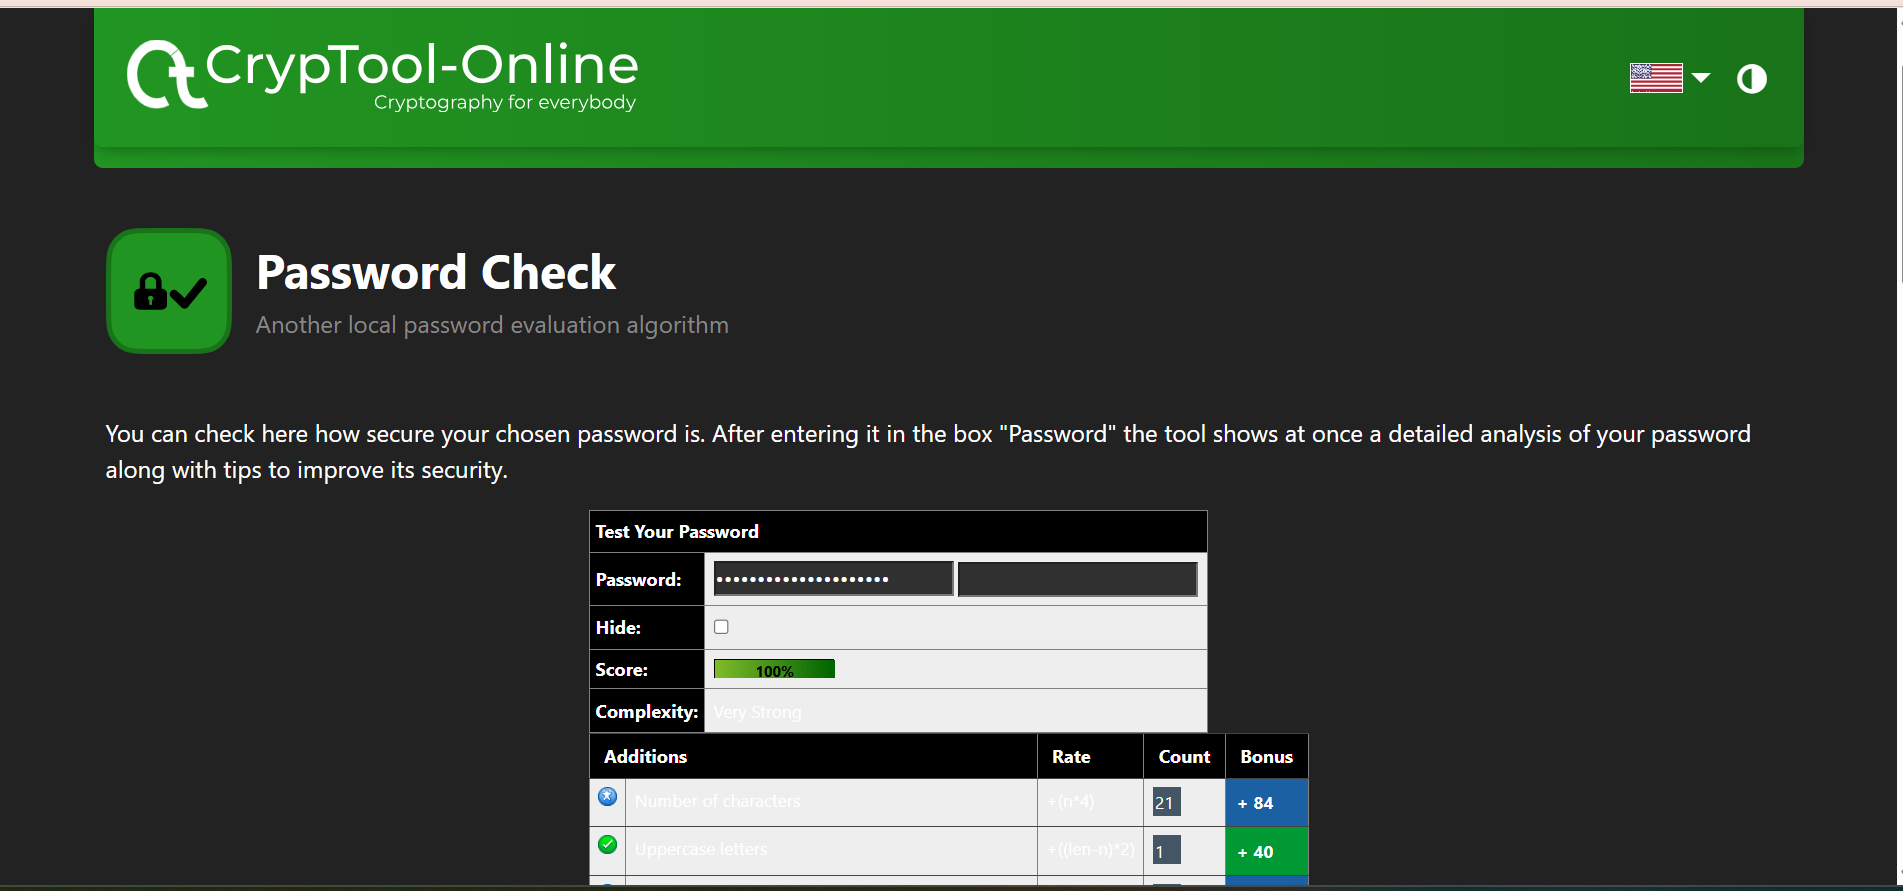 CrypTool-Online
Cryptography for everybody
Password Check
Another local password evaluation algorithm
You can check here how secure your chosen password is. After entering it in the box "Password" the tool shows at once a detailed analysis of your password
along with tips to improve its security.
Test Your Password
Password: •••••••••••••••••••••
Hide:
Score: 100%
Complexity: Very Strong
Additions Rate Count Bonus
Number of characters +(n*4) 21 + 84
Uppercase letters +((len-n)*2) 1 + 40